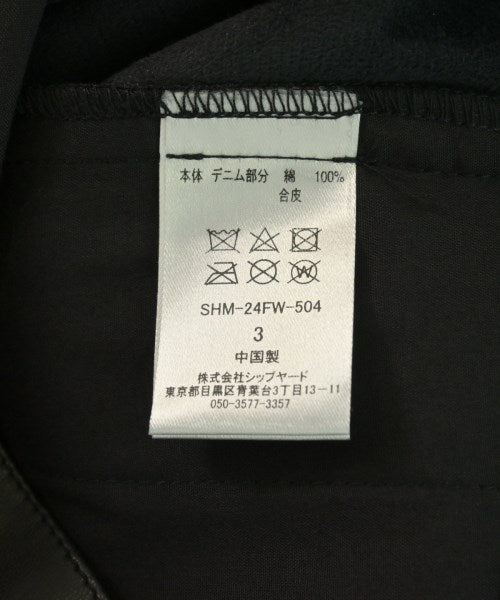 本体 デニム部分 綿 100%
合皮
SHM-24FW-504
3
中国製
株式会社シップヤード
東京都目黒区青葉台3丁目13-11
050-3577-3357